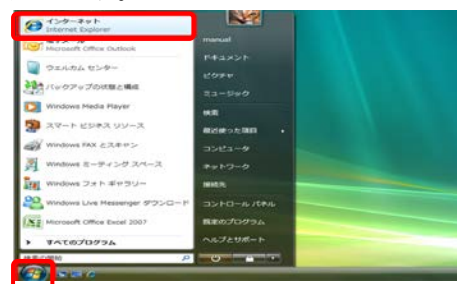 インターネット
Internet Explorer
Microsoft Office Outlook
ウェルカム センター
バックアップの状態と構成
Windows Media Player
スマート ビジネス リソース
Windows FAX とスキャン
Windows ミーティング スペース
Windows フォト ギャラリー
Windows Live Messenger ダウンロード
Microsoft Office Excel 2007
すべてのプログラム
検索の開始
manual
ドキュメント
ピクチャ
ミュージック
検索
最近使った項目
コンピュータ
ネットワーク
接続先
コントロール パネル
既定のプログラム
ヘルプとサポート